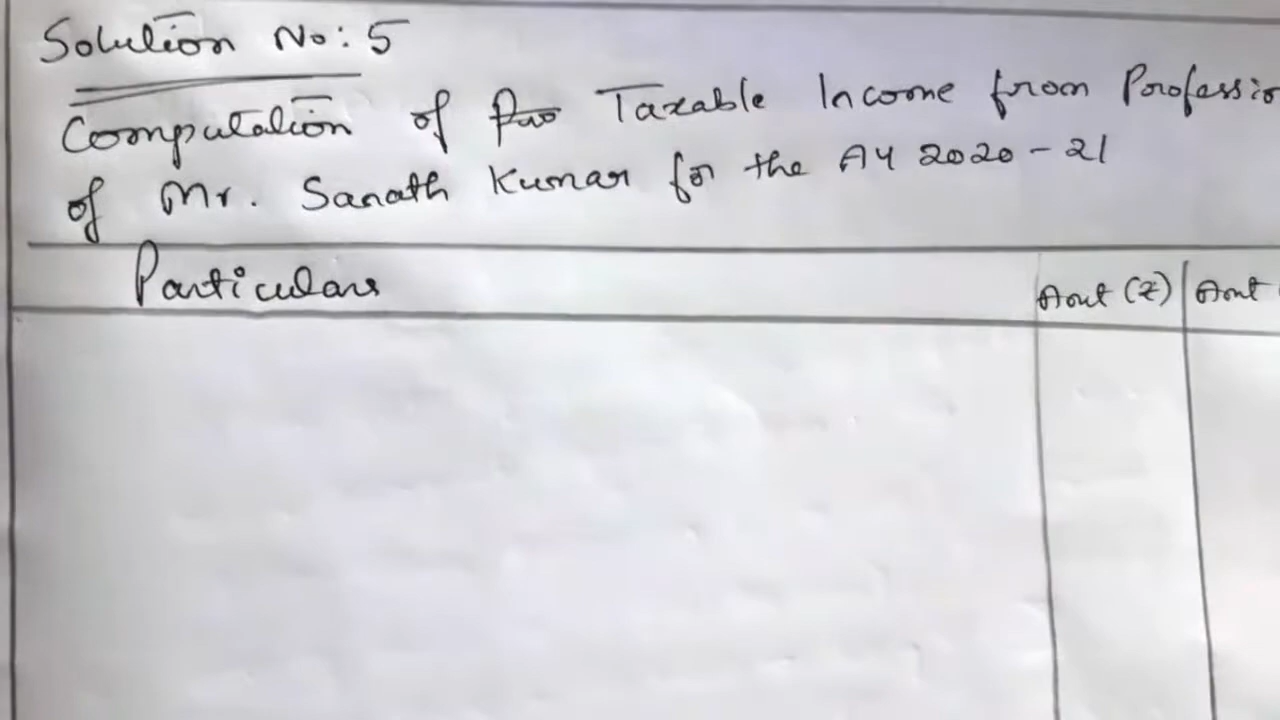 Solution No: 5
Computation of Taxable Income from Professio
of Mr. Sanath Kumar for the AY 2020-21
Particulars Amt (₹) Amt